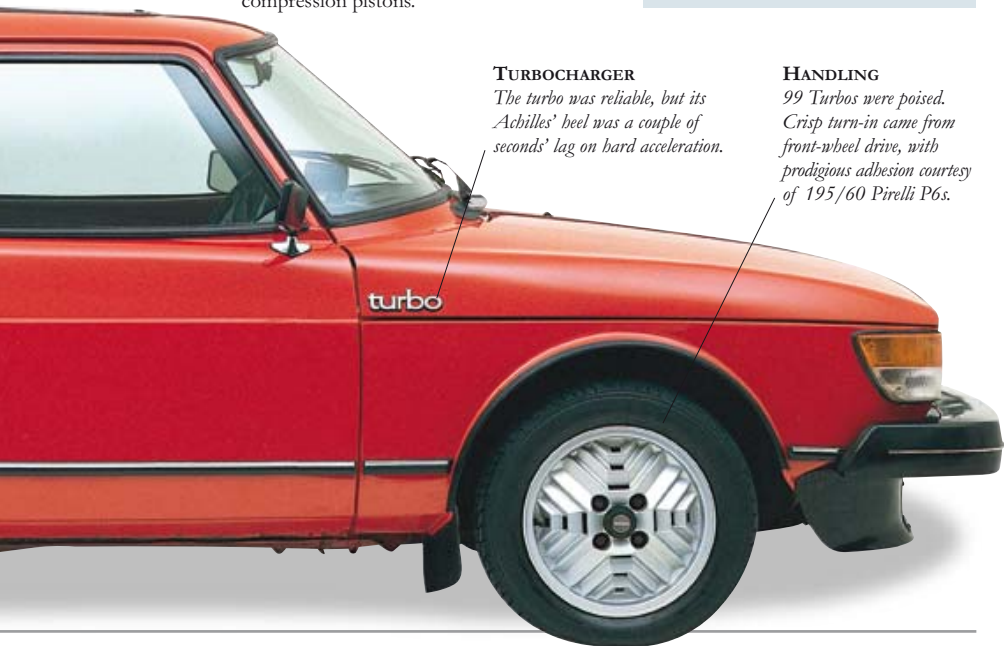 compression pistons.
TURBOCHARGER
The turbo was reliable, but its
Achilles' heel was a couple of
seconds' lag on hard acceleration.
HANDLING
99 Turbos were poised.
Crisp turn-in came from
front-wheel drive, with
prodigious adhesion courtesy
of 195/60 Pirelli P6s.
turbo